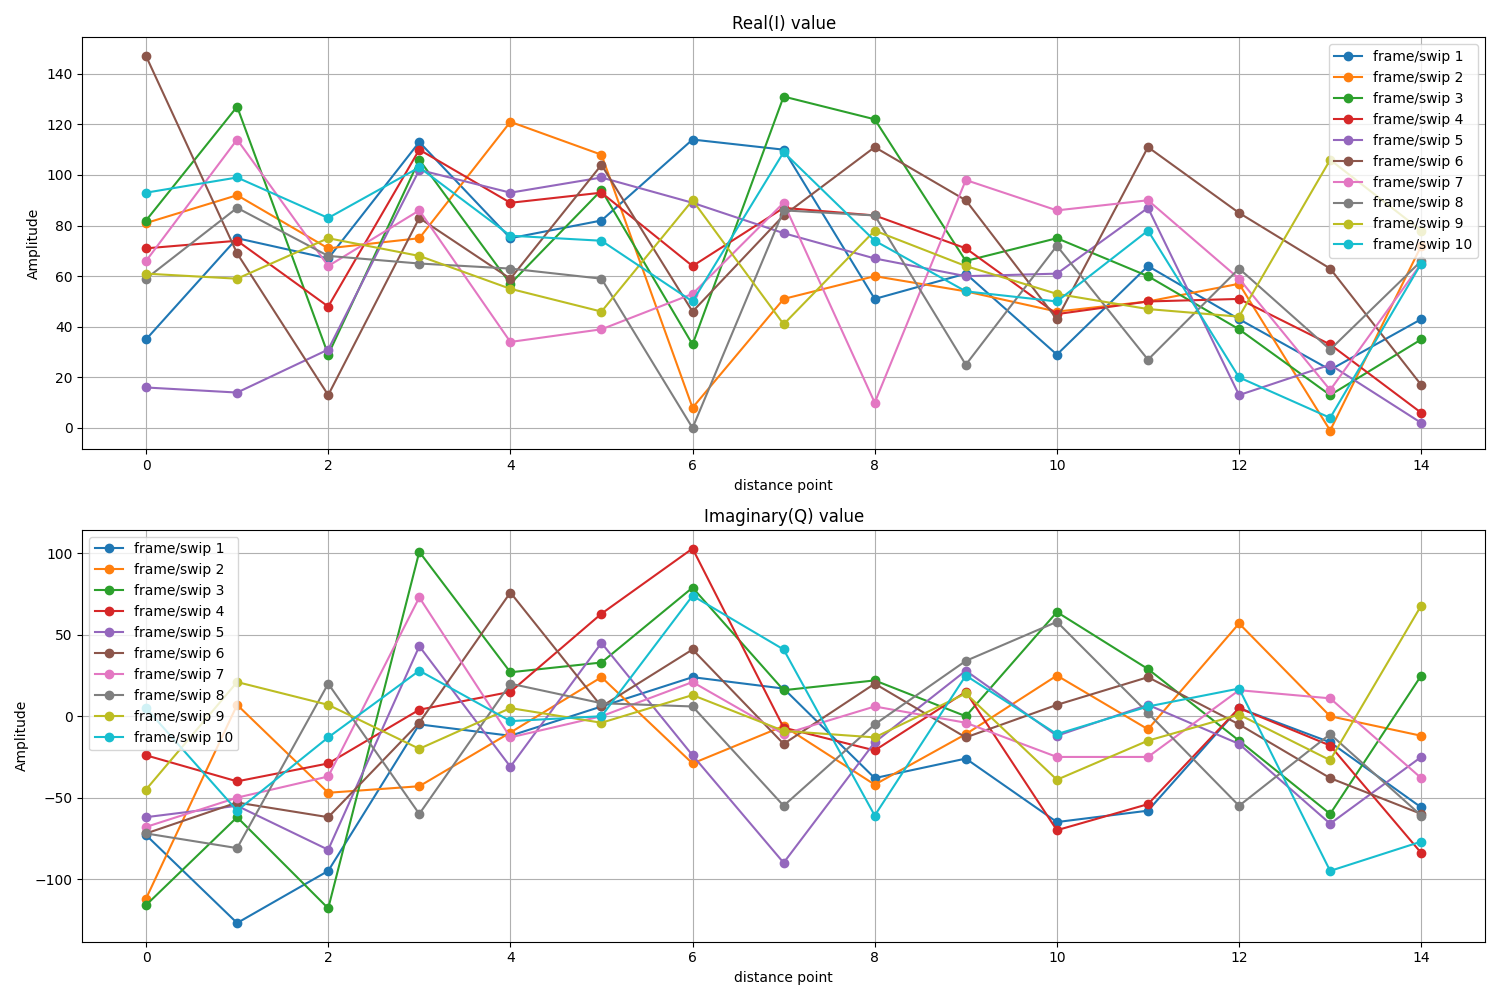 Real(I) value
Amplitude
140
120
100
80
60
40
20
0
frame/swip 1
frame/swip 2
frame/swip 3
frame/swip 4
frame/swip 5
frame/swip 6
frame/swip 7
frame/swip 8
frame/swip 9
frame/swip 10
0 2 4 6 8 10 12 14
distance point
Imaginary(Q) value
Amplitude
100
50
0
−50
−100
frame/swip 1
frame/swip 2
frame/swip 3
frame/swip 4
frame/swip 5
frame/swip 6
frame/swip 7
frame/swip 8
frame/swip 9
frame/swip 10
0 2 4 6 8 10 12 14
distance point